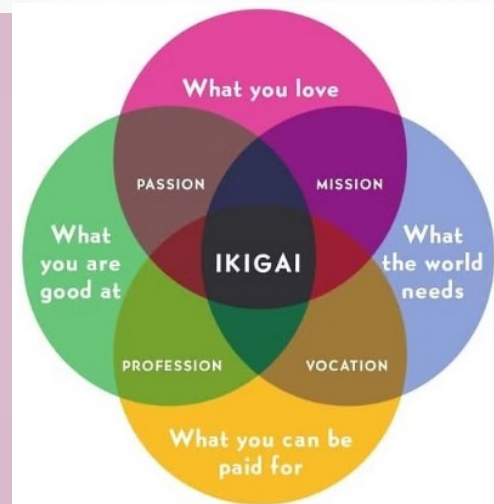 What you love
PASSION
MISSION
What
you are
good at
IKIGAI
What
the world
needs
PROFESSION
VOCATION
What you can be
paid for